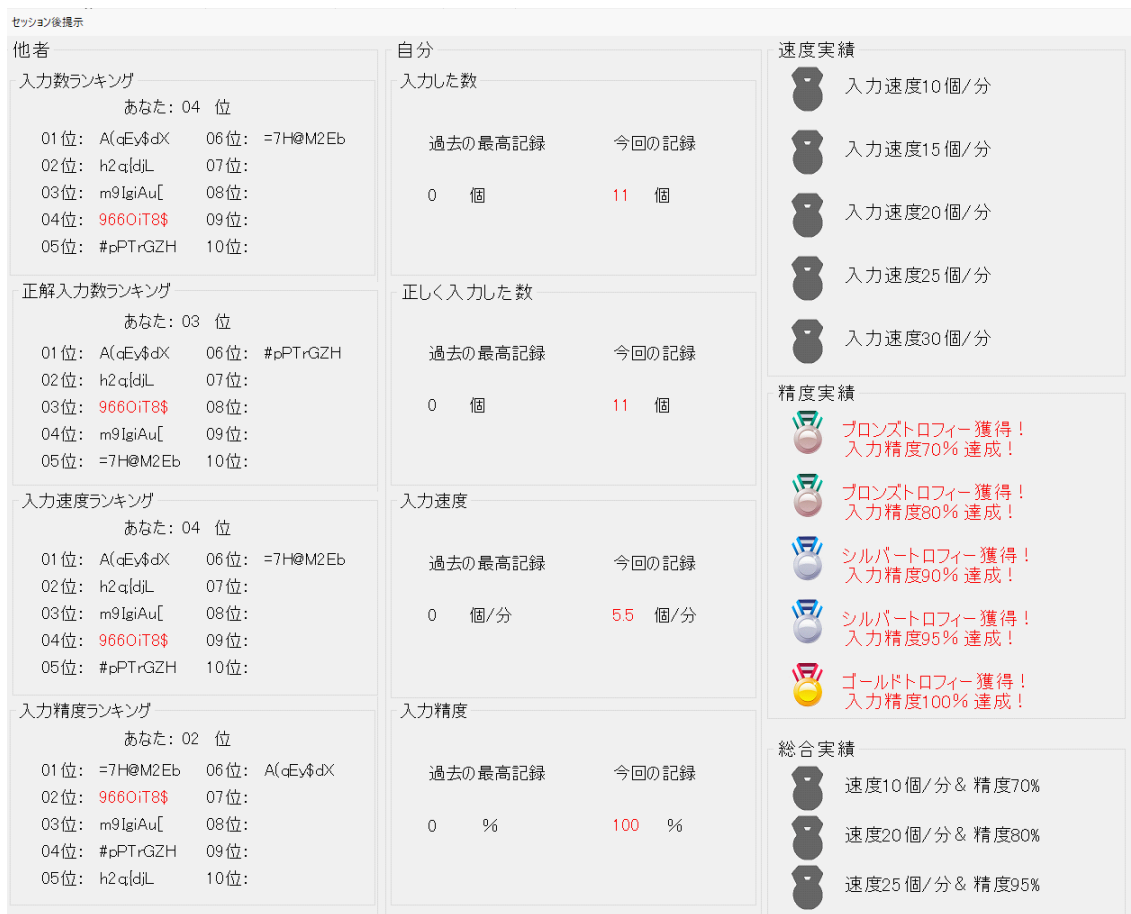 セッション後提示
他者
入力数ランキング
あなた: 04 位
01位: A(qEy$dX 06位: =7H@M2Eb
02位: h2q{djL 07位:
03位: m9IgiAu[ 08位:
04位: 966OiT8$ 09位:
05位: #pPTrGZH 10位:
正解入力数ランキング
あなた: 03 位
01位: A(qEy$dX 06位: #pPTrGZH
02位: h2q{djL 07位:
03位: 966OiT8$ 08位:
04位: m9IgiAu[ 09位:
05位: =7H@M2Eb 10位:
入力速度ランキング
あなた: 04 位
01位: A(qEy$dX 06位: =7H@M2Eb
02位: h2q{djL 07位:
03位: m9IgiAu[ 08位:
04位: 966OiT8$ 09位:
05位: #pPTrGZH 10位:
入力精度ランキング
あなた: 02 位
01位: =7H@M2Eb 06位: A(qEy$dX
02位: 966OiT8$ 07位:
03位: m9IgiAu[ 08位:
04位: #pPTrGZH 09位:
05位: h2q{djL 10位:
自分
入力した数
過去の最高記録 今回の記録
0 個 11 個
正しく入力した数
過去の最高記録 今回の記録
0 個 11 個
入力速度
過去の最高記録 今回の記録
0 個/分 5.5 個/分
入力精度
過去の最高記録 今回の記録
0 % 100 %
速度実績
入力速度10個/分
入力速度15個/分
入力速度20個/分
入力速度25個/分
入力速度30個/分
精度実績
ブロンズトロフィー獲得！
入力精度70%達成！
ブロンズトロフィー獲得！
入力精度80%達成！
シルバートロフィー獲得！
入力精度90%達成！
シルバートロフィー獲得！
入力精度95%達成！
ゴールドトロフィー獲得！
入力精度100%達成！
総合実績
速度10個/分& 精度70%
速度20個/分& 精度80%
速度25個/分& 精度95%